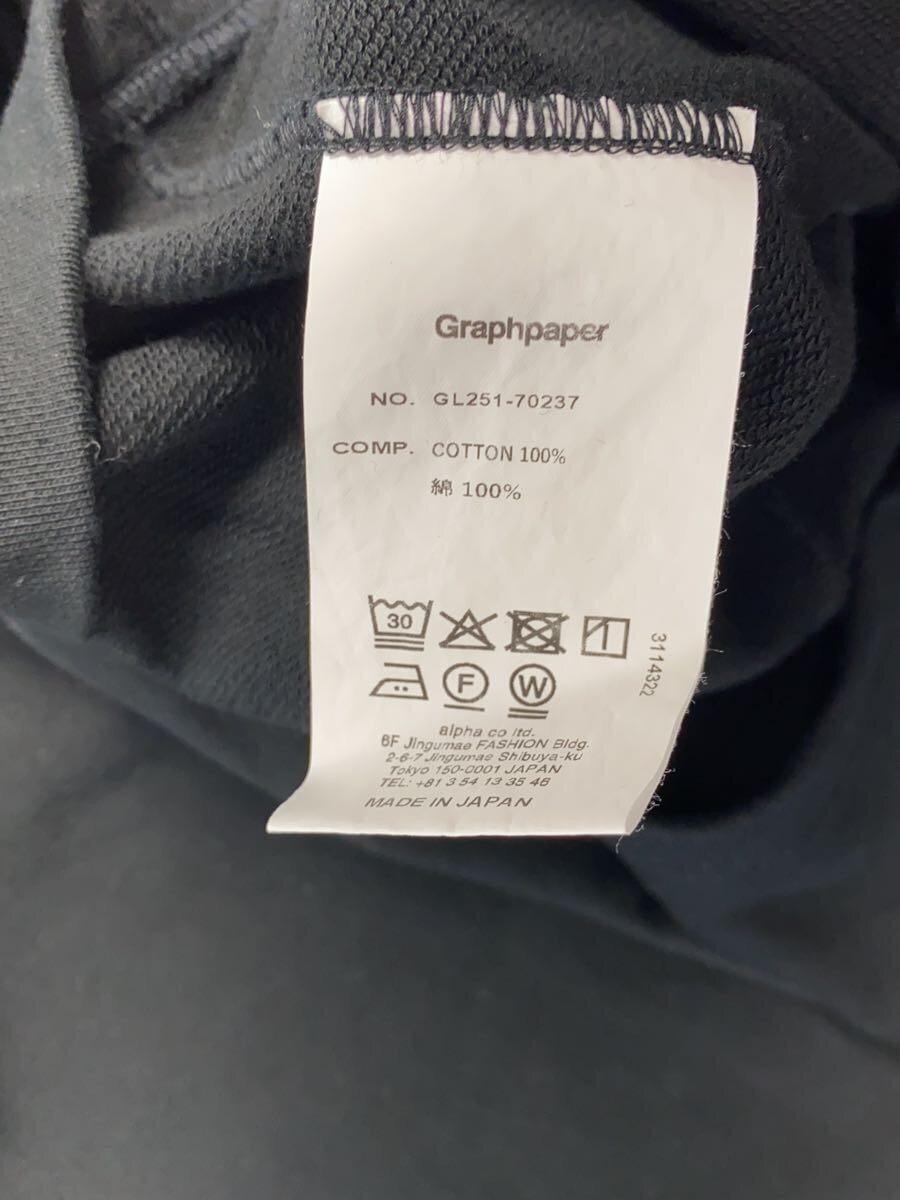 Graphpaper
NO. GL251-70237
COMP. COTTON 100%
綿 100%
30
F W
3114322
alpha co ltd.
6F Jingumae FASHION Bldg.
2-6-7 Jingumae Shibuya-ku
Tokyo 150-0001 JAPAN
TEL: +81 3 54 13 35 46
MADE IN JAPAN